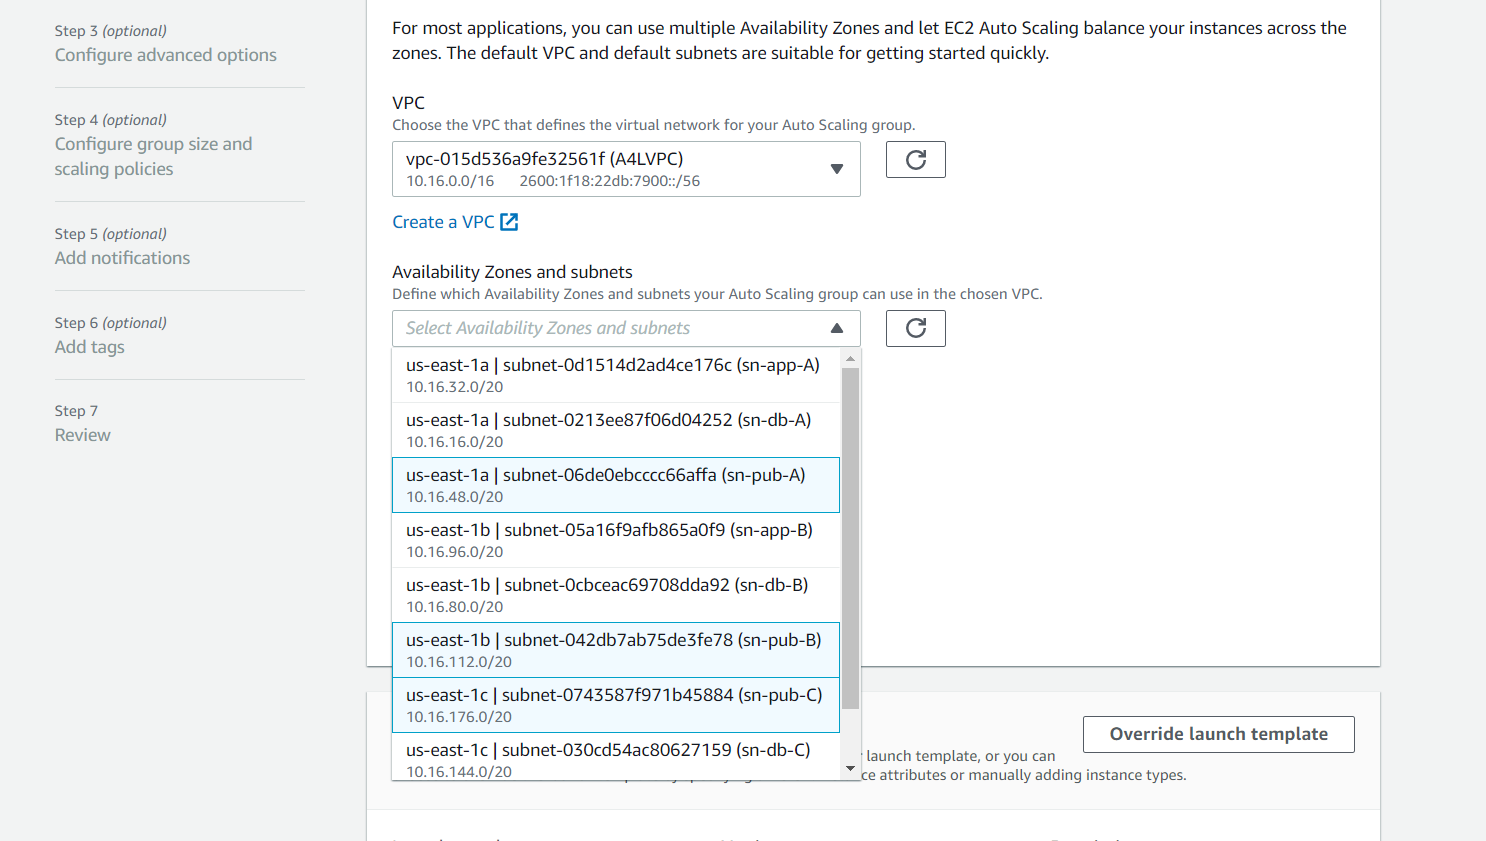 Step 3 (optional)
Configure advanced options
Step 4 (optional)
Configure group size and
scaling policies
Step 5 (optional)
Add notifications
Step 6 (optional)
Add tags
Step 7
Review
For most applications, you can use multiple Availability Zones and let EC2 Auto Scaling balance your instances across the
zones. The default VPC and default subnets are suitable for getting started quickly.
VPC
Choose the VPC that defines the virtual network for your Auto Scaling group.
vpc-015d536a9fe32561f (A4LVPC)
10.16.0.0/16 2600:1f18:22db:7900::/56
Create a VPC
Availability Zones and subnets
Define which Availability Zones and subnets your Auto Scaling group can use in the chosen VPC.
Select Availability Zones and subnets
us-east-1a | subnet-0d1514d2ad4ce176c (sn-app-A)
10.16.32.0/20
us-east-1a | subnet-0213ee87f06d04252 (sn-db-A)
10.16.16.0/20
us-east-1a | subnet-06de0ebcccc66affa (sn-pub-A)
10.16.48.0/20
us-east-1b | subnet-05a16f9afb865a0f9 (sn-app-B)
10.16.96.0/20
us-east-1b | subnet-0cbceac69708dda92 (sn-db-B)
10.16.80.0/20
us-east-1b | subnet-042db7ab75de3fe78 (sn-pub-B)
10.16.112.0/20
us-east-1c | subnet-0743587f971b45884 (sn-pub-C)
10.16.176.0/20
us-east-1c | subnet-030cd54ac80627159 (sn-db-C)
10.16.144.0/20
Override launch template
launch template, or you can
ce attributes or manually adding instance types.